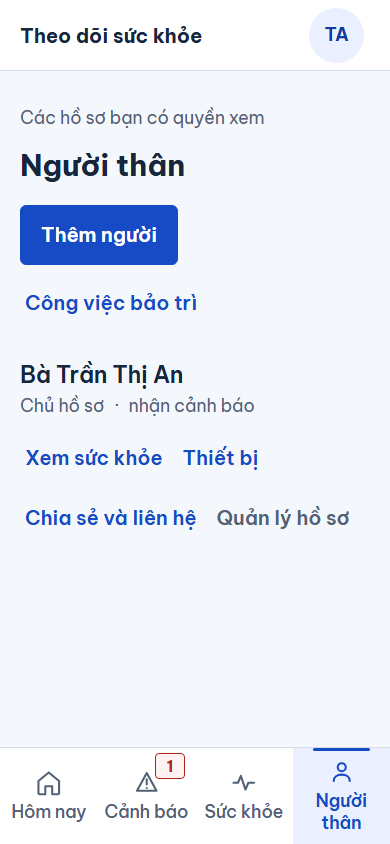 Theo dõi sức khỏe
TA
Các hồ sơ bạn có quyền xem
Người thân
Thêm người
Công việc bảo trì
Bà Trần Thị An
Chủ hồ sơ · nhận cảnh báo
Xem sức khỏe Thiết bị
Chia sẻ và liên hệ Quản lý hồ sơ
1
Hôm nay Cảnh báo Sức khỏe Người thân